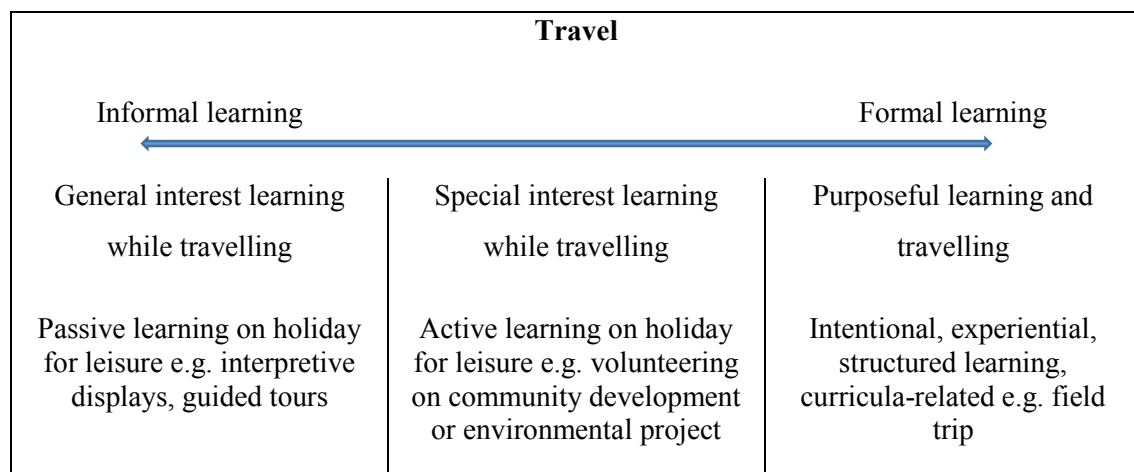 Travel
Informal learning
Formal learning
General interest learning
while travelling
Special interest learning
while travelling
Purposeful learning and
travelling
Passive learning on holiday
for leisure e.g. interpretive
displays, guided tours
Active learning on holiday
for leisure e.g. volunteering
on community development
or environmental project
Intentional, experiential,
structured learning,
curricula-related e.g. field
trip